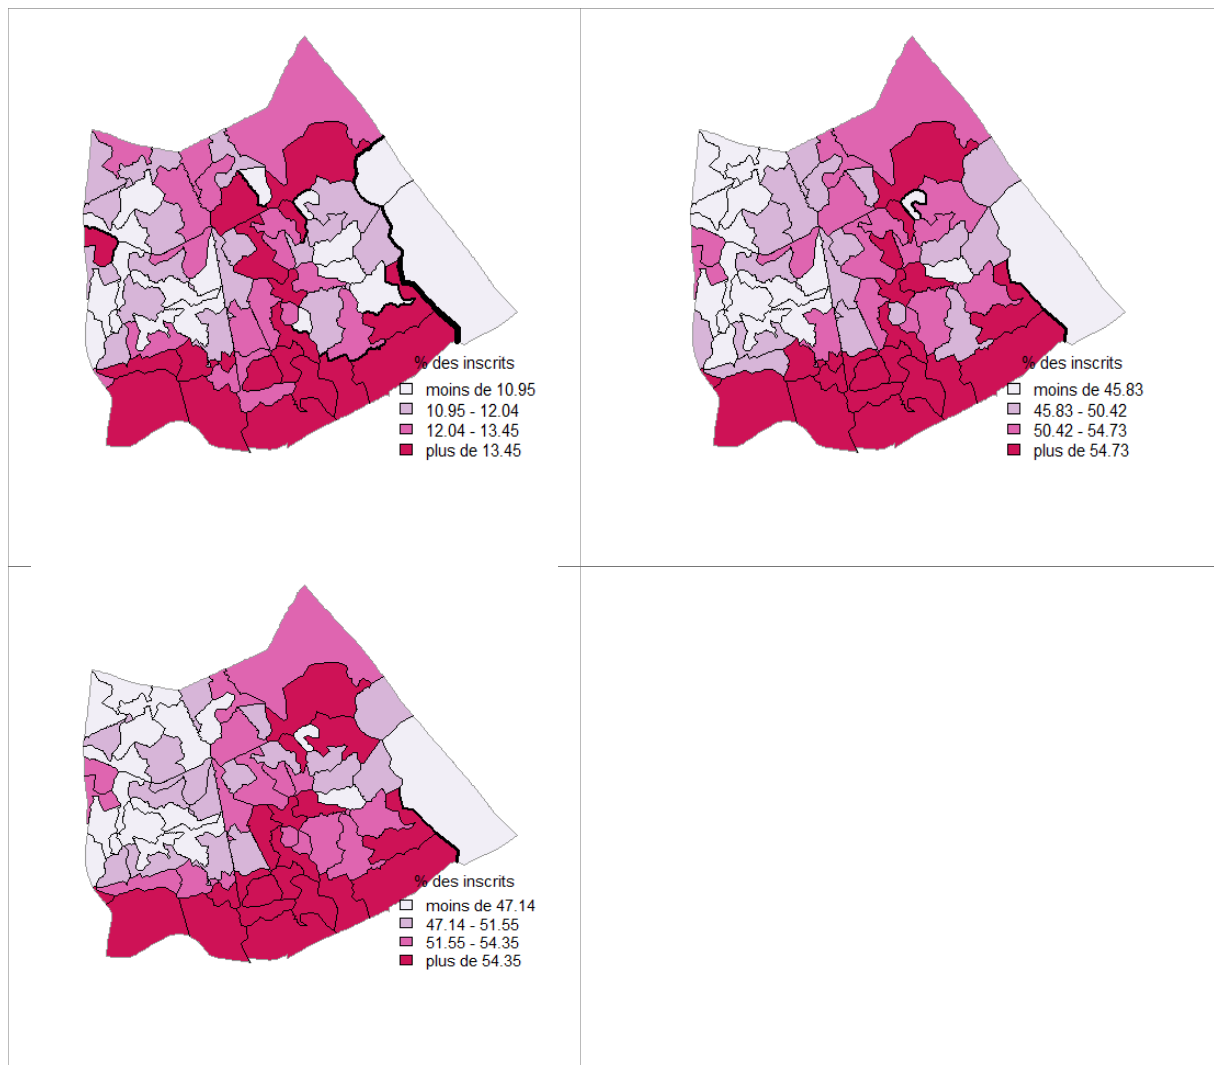 % des inscrits
moins de 10.95
10.95 - 12.04
12.04 - 13.45
plus de 13.45
% des inscrits
moins de 45.83
45.83 - 50.42
50.42 - 54.73
plus de 54.73
% des inscrits
moins de 47.14
47.14 - 51.55
51.55 - 54.35
plus de 54.35